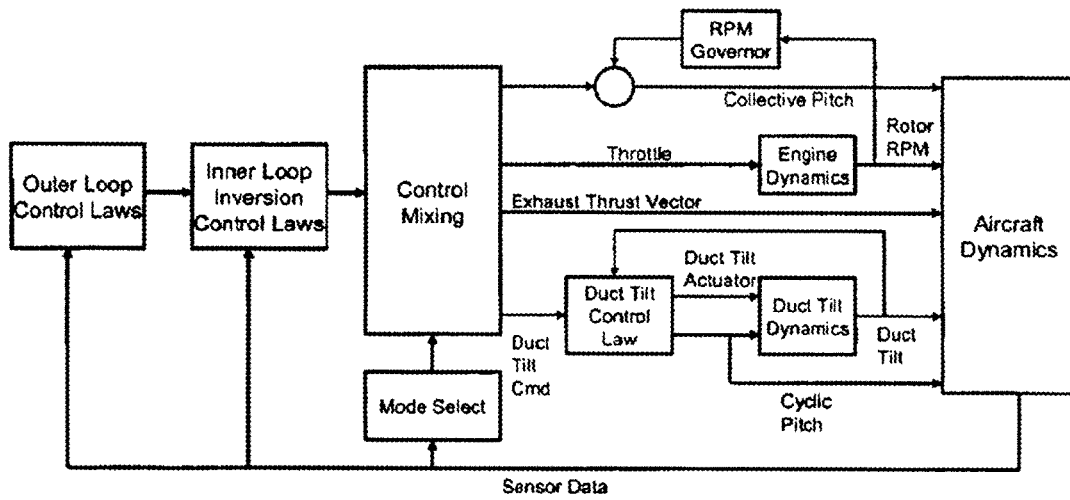 RPM
Governor
Collective Pitch
Rotor
RPM
Throttle
Engine
Dynamics
Outer Loop
Control Laws
Inner Loop
Inversion
Control Laws
Control
Mixing
Exhaust Thrust Vector
Aircraft
Dynamics
Duct Tilt
Actuator
Duct Tilt
Control
Law
Duct Tilt
Dynamics
Duct
Tilt
Duct
Tilt
Cmd
Mode Select
Cyclic
Pitch
Sensor Data